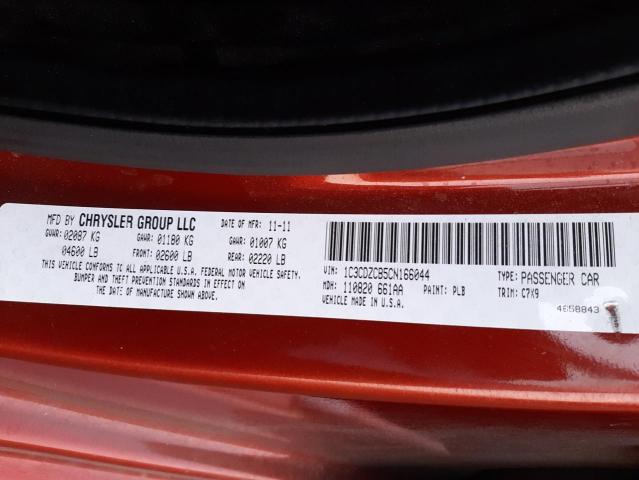 MFD BY CHRYSLER GROUP LLC DATE OF MFR: 11-11
GVWR: 02087 KG GAWR: 01180 KG GAWR: 01007 KG
04600 LB FRONT: 02600 LB REAR: 02220 LB
THIS VEHICLE CONFORMS TO ALL APPLICABLE U.S.A. FEDERAL MOTOR VEHICLE SAFETY,
BUMPER AND THEFT PREVENTION STANDARDS IN EFFECT ON
THE DATE OF MANUFACTURE SHOWN ABOVE.
VIN: 1C3CDZCB5CN166044 TYPE: PASSENGER CAR
MDH: 110820 661AA PAINT: PLB TRIM: C7X9
VEHICLE MADE IN U.S.A. 4658843